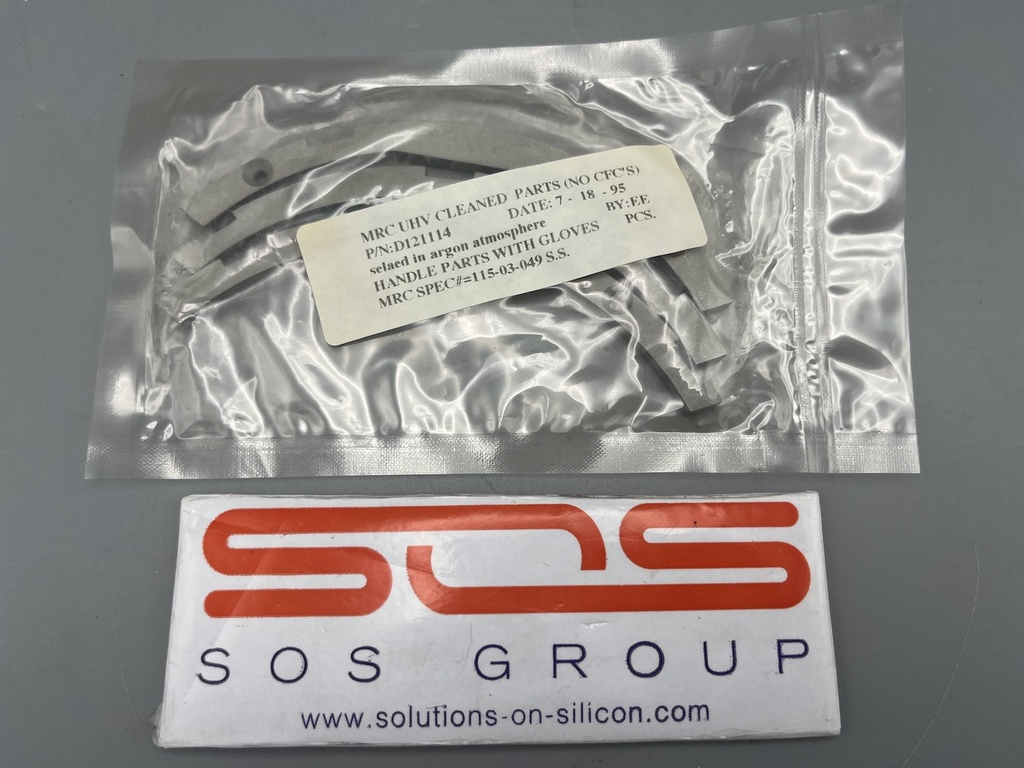 MRC UHV CLEANED PARTS (NO CFC'S)
P/N:D121114 DATE: 7 - 18 - 95
selaed in argon atmosphere BY:EE
HANDLE PARTS WITH GLOVES PCS.
MRC SPEC#=115-03-049 S.S.
SOS
SOS GROUP
www.solutions-on-silicon.com